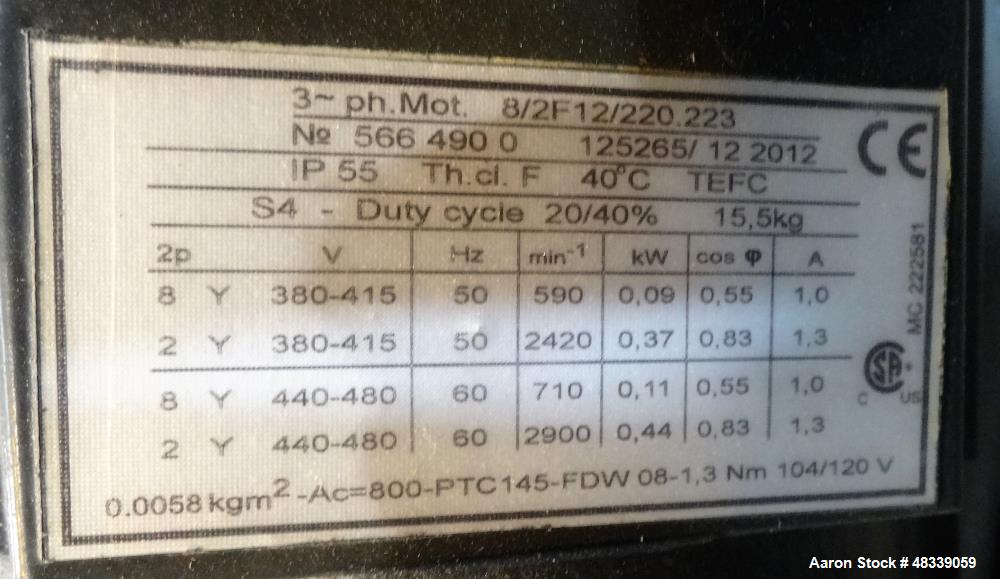 3~ ph.Mot. 8/2F12/220.223
№ 566 490 0 125265/ 12 2012
IP 55 Th.cl. F 40°C TEFC
S4 - Duty cycle 20/40% 15,5kg
2p V Hz min⁻¹ kW cos φ A
8 Y 380-415 50 590 0,09 0,55 1,0
2 Y 380-415 50 2420 0,37 0,83 1,3
8 Y 440-480 60 710 0,11 0,55 1,0
2 Y 440-480 60 2900 0,44 0,83 1,3
0.0058 kgm² -Ac=800-PTC145-FDW 08-1,3 Nm 104/120 V
CE
MC 222581
C SA US
Aaron Stock # 48339059